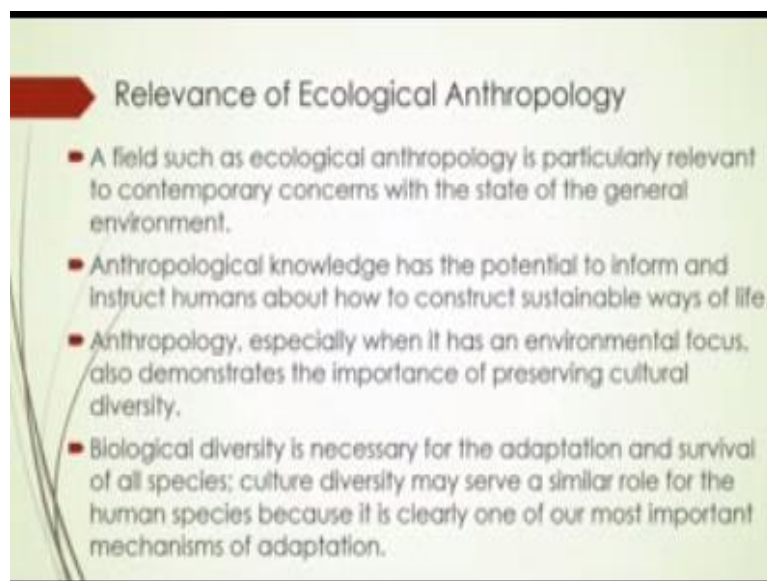 Relevance of Ecological Anthropology
A field such as ecological anthropology is particularly relevant
to contemporary concerns with the state of the general
environment.
Anthropological knowledge has the potential to inform and
instruct humans about how to construct sustainable ways of life
Anthropology, especially when it has an environmental focus,
also demonstrates the importance of preserving cultural
diversity.
Biological diversity is necessary for the adaptation and survival
of all species; culture diversity may serve a similar role for the
human species because it is clearly one of our most important
mechanisms of adaptation.